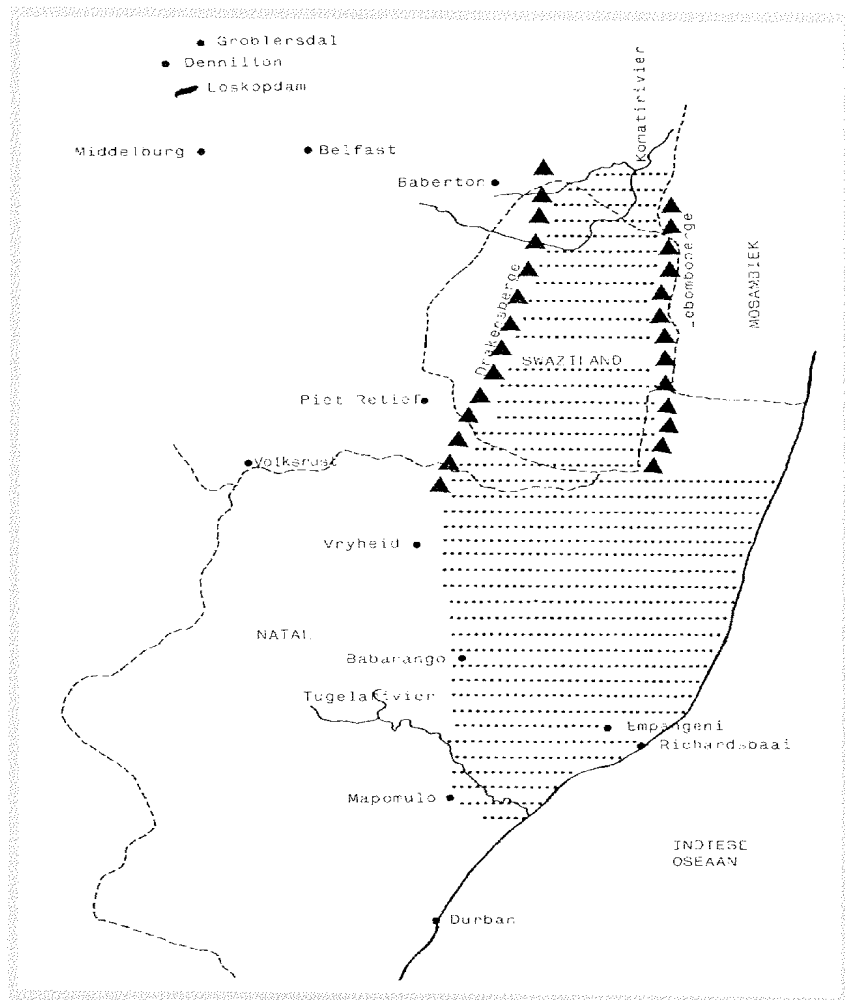 Groblersdal
Dennilton
Loskopdam
Komatirivier
Middelburg
Belfast
Baberton
Lebomboberge
MOSAMBIEK
Drakensberge
SWAZILAND
Piet Retief
Volksrust
Vryheid
NATAL
Babanango
Tugelarivier
Empangeni
Richardsbaai
Mapomulo
INDIESE
OSEAAN
Durban